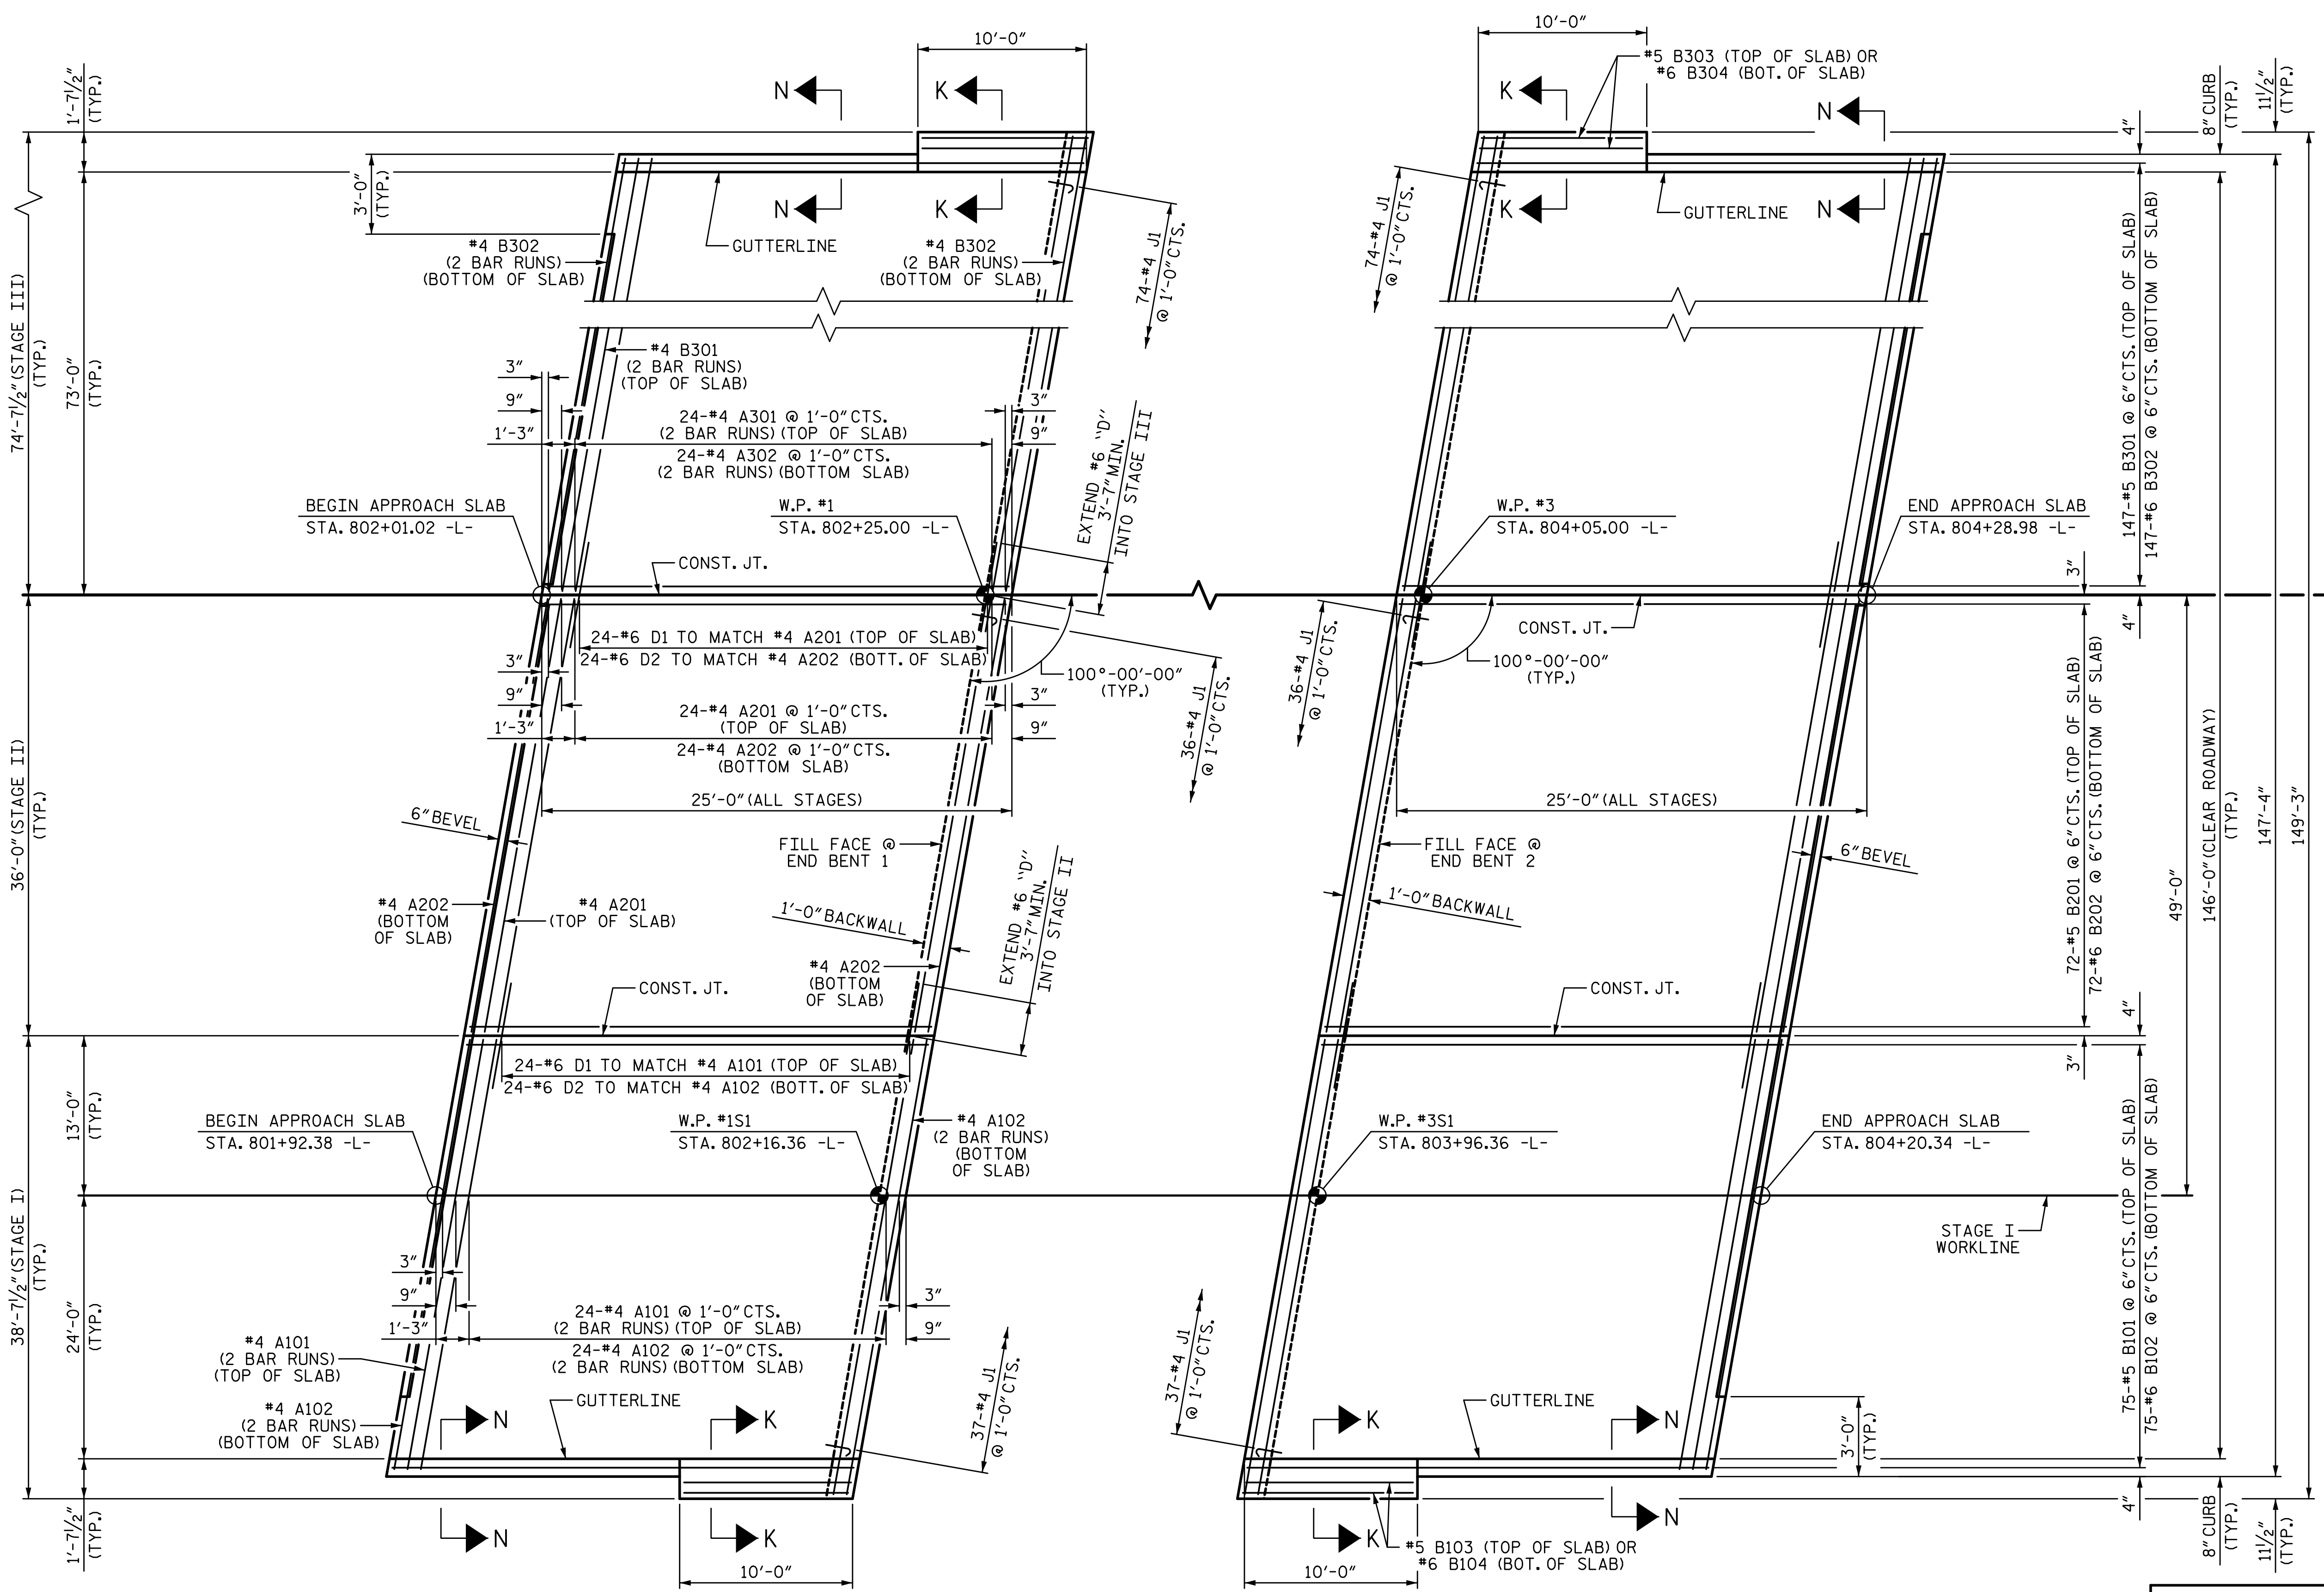 10'-0"
10'-0"
#5 B303 (TOP OF SLAB) OR
#6 B304 (BOT. OF SLAB)
1'-7 1/2"
(TYP.)
N
K
K
N
8" CURB
(TYP.)
11 1/2"
(TYP.)
4"
3'-0"
(TYP.)
N
K
K
N
GUTTERLINE
GUTTERLINE
#4 B302
(2 BAR RUNS)
(BOTTOM OF SLAB)
#4 B302
(2 BAR RUNS)
(BOTTOM OF SLAB)
74-#4 J1
@ 1'-0" CTS.
74-#4 J1
@ 1'-0" CTS.
74'-7 1/2" (STAGE III)
(TYP.)
73'-0"
(TYP.)
#4 B301
(2 BAR RUNS)
(TOP OF SLAB)
3"
9"
1'-3"
24-#4 A301 @ 1'-0" CTS.
(2 BAR RUNS) (TOP OF SLAB)
24-#4 A302 @ 1'-0" CTS.
(2 BAR RUNS) (BOTTOM SLAB)
3"
9"
EXTEND #6 "D"
3'-7" MIN.
INTO STAGE III
147-#5 B301 @ 6" CTS. (TOP OF SLAB)
147-#6 B302 @ 6" CTS. (BOTTOM OF SLAB)
BEGIN APPROACH SLAB
STA. 802+01.02 -L-
W.P. #1
STA. 802+25.00 -L-
W.P. #3
STA. 804+05.00 -L-
END APPROACH SLAB
STA. 804+28.98 -L-
CONST. JT.
3"
4"
CONST. JT.
24-#6 D1 TO MATCH #4 A201 (TOP OF SLAB)
24-#6 D2 TO MATCH #4 A202 (BOTT. OF SLAB)
100°-00'-00"
(TYP.)
100°-00'-00"
(TYP.)
36-#4 J1
@ 1'-0" CTS.
36-#4 J1
@ 1'-0" CTS.
3"
9"
1'-3"
24-#4 A201 @ 1'-0" CTS.
(TOP OF SLAB)
24-#4 A202 @ 1'-0" CTS.
(BOTTOM SLAB)
3"
9"
25'-0" (ALL STAGES)
25'-0" (ALL STAGES)
36'-0" (STAGE II)
(TYP.)
6" BEVEL
FILL FACE @
END BENT 1
FILL FACE @
END BENT 2
6" BEVEL
72-#5 B201 @ 6" CTS. (TOP OF SLAB)
72-#6 B202 @ 6" CTS. (BOTTOM OF SLAB)
49'-0"
146'-0" (CLEAR ROADWAY)
(TYP.)
147'-4"
149'-3"
#4 A202
(BOTTOM
OF SLAB)
#4 A201
(TOP OF SLAB)
1'-0" BACKWALL
1'-0" BACKWALL
EXTEND #6 "D"
3'-7" MIN.
INTO STAGE II
#4 A202
(BOTTOM
OF SLAB)
CONST. JT.
CONST. JT.
4"
3"
24-#6 D1 TO MATCH #4 A101 (TOP OF SLAB)
24-#6 D2 TO MATCH #4 A102 (BOTT. OF SLAB)
13'-0"
(TYP.)
BEGIN APPROACH SLAB
STA. 801+92.38 -L-
W.P. #1S1
STA. 802+16.36 -L-
#4 A102
(2 BAR RUNS)
(BOTTOM
OF SLAB)
W.P. #3S1
STA. 803+96.36 -L-
END APPROACH SLAB
STA. 804+20.34 -L-
STAGE I
WORKLINE
75-#5 B101 @ 6" CTS. (TOP OF SLAB)
75-#6 B102 @ 6" CTS. (BOTTOM OF SLAB)
38'-7 1/2" (STAGE I)
(TYP.)
24'-0"
(TYP.)
3"
9"
1'-3"
24-#4 A101 @ 1'-0" CTS.
(2 BAR RUNS) (TOP OF SLAB)
24-#4 A102 @ 1'-0" CTS.
(2 BAR RUNS) (BOTTOM SLAB)
3"
9"
#4 A101
(2 BAR RUNS)
(TOP OF SLAB)
#4 A102
(2 BAR RUNS)
(BOTTOM OF SLAB)
37-#4 J1
@ 1'-0" CTS.
37-#4 J1
@ 1'-0" CTS.
GUTTERLINE
GUTTERLINE
3'-0"
(TYP.)
N
K
K
N
N
K
K
N
1'-7 1/2"
(TYP.)
10'-0"
10'-0"
#5 B103 (TOP OF SLAB) OR
#6 B104 (BOT. OF SLAB)
4"
8" CURB
(TYP.)
11 1/2"
(TYP.)